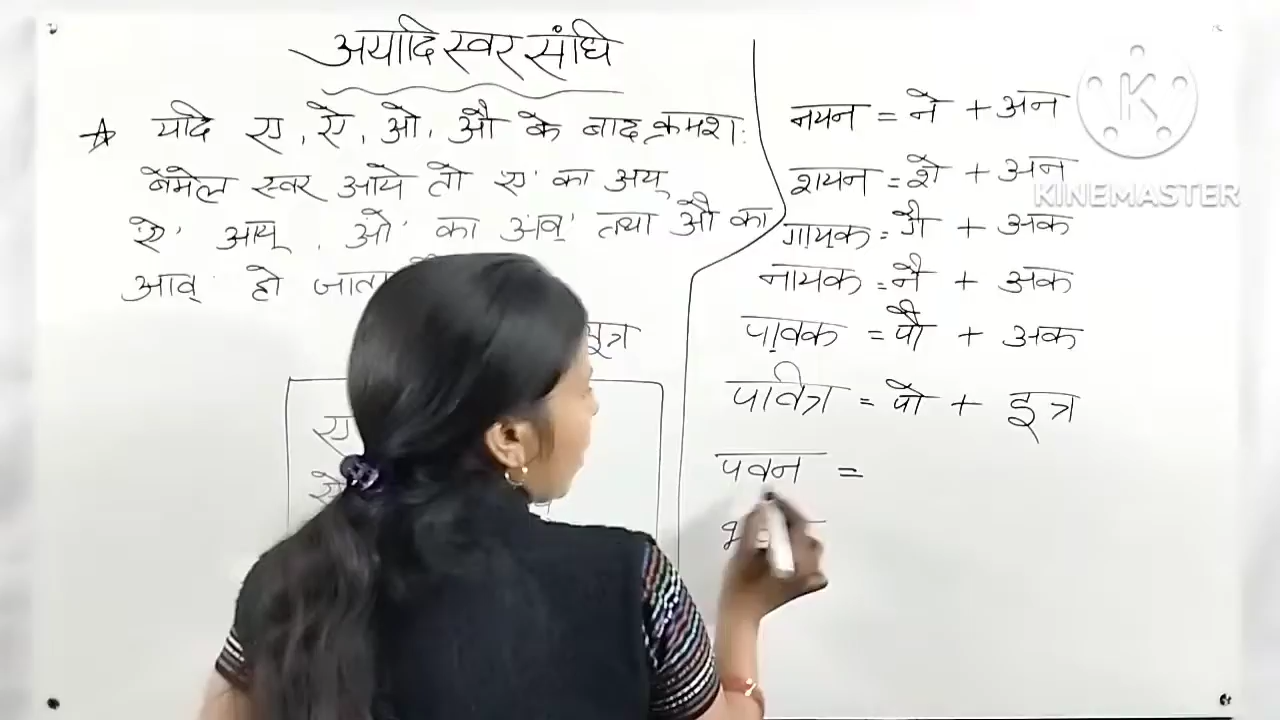 अयादि स्वर संधि
☆ यदि ए, ऐ, ओ, औ के बाद क्रमश:
बेमेल स्वर आये तो 'ए' का अय्
'ऐ' आय् , ओ' का अव्' तथा औ का
आव् हो जाता
इत्र
ए
ऐ
नयन = ने + अन
शयन = शे + अन
गायक = गै + अक
नायक = नै + अक
पावक = पौ + अक
पवित्र = पो + इत्र
पवन =
K
KINEMASTER